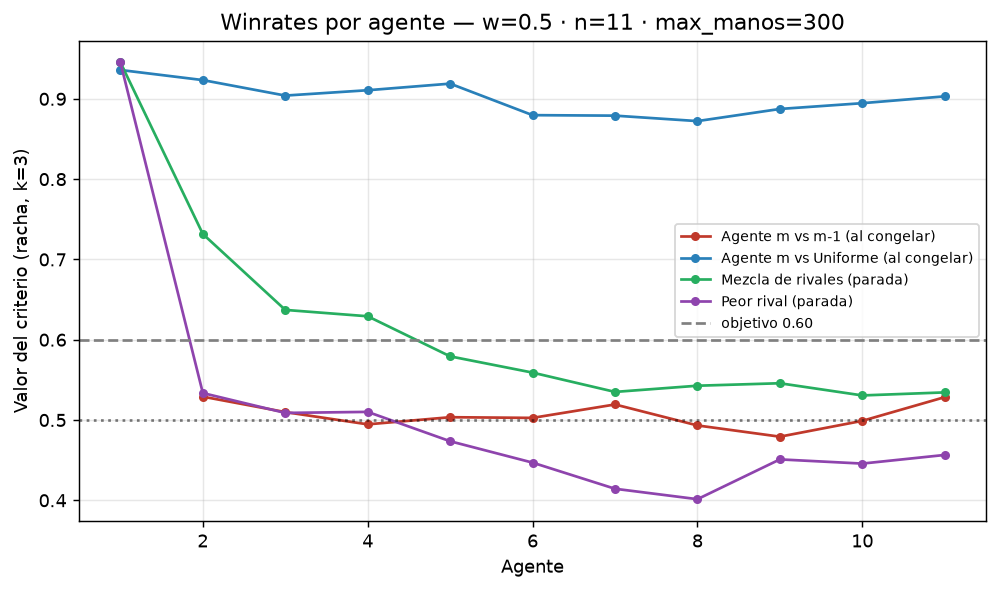 Winrates por agente — w=0.5 · n=11 · max_manos=300
Valor del criterio (racha, k=3)
0.9
0.8
0.7
0.6
0.5
0.4
Agente m vs m-1 (al congelar)
Agente m vs Uniforme (al congelar)
Mezcla de rivales (parada)
Peor rival (parada)
objetivo 0.60
2 4 6 8 10
Agente